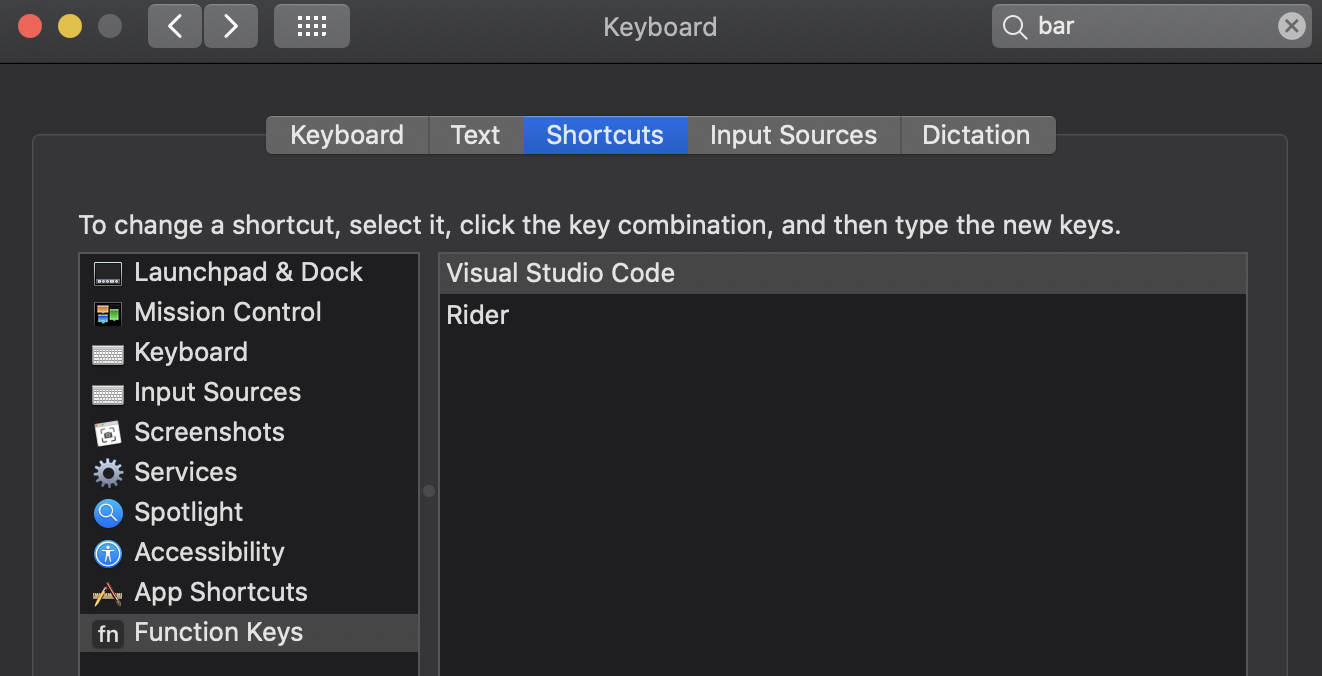 Keyboard
bar
Keyboard
Text
Shortcuts
Input Sources
Dictation
To change a shortcut, select it, click the key combination, and then type the new keys.
Launchpad & Dock
Mission Control
Keyboard
Input Sources
Screenshots
Services
Spotlight
Accessibility
App Shortcuts
fn Function Keys
Visual Studio Code
Rider